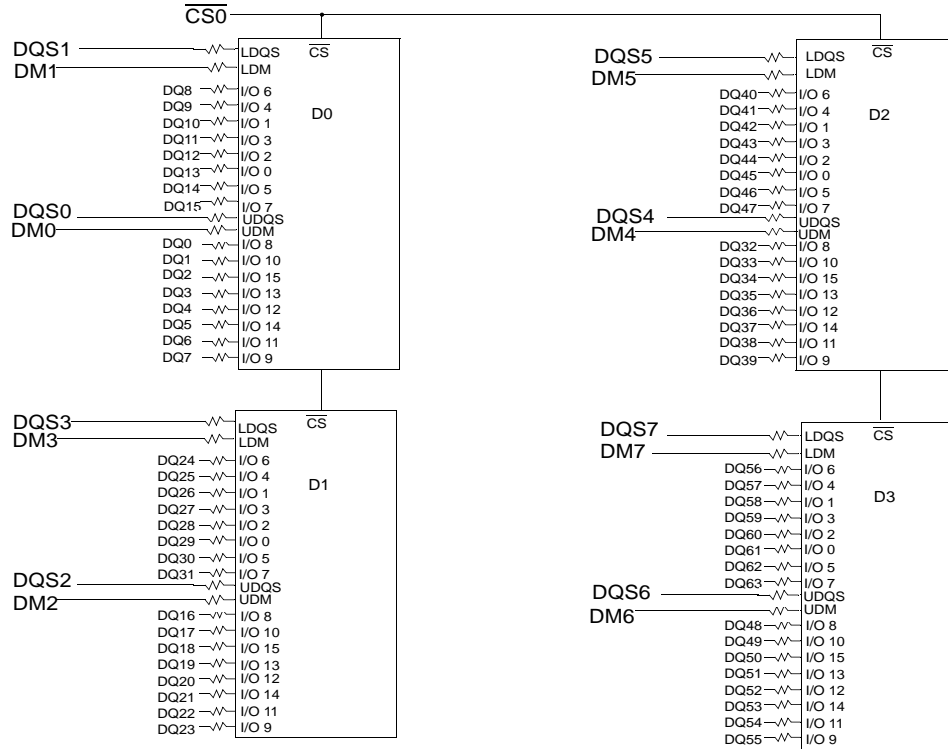 CS0
DQS1
LDQS
CS
DM1
LDM
DQ8 I/O 6
DQ9 I/O 4
D0
DQ10 I/O 1
DQ11 I/O 3
DQ12 I/O 2
DQ13 I/O 0
DQ14 I/O 5
DQ15 I/O 7
DQS0 UDQS
DM0 UDM
DQ0 I/O 8
DQ1 I/O 10
DQ2 I/O 15
DQ3 I/O 13
DQ4 I/O 12
DQ5 I/O 14
DQ6 I/O 11
DQ7 I/O 9
DQS3 LDQS
CS
DM3 LDM
DQ24 I/O 6
DQ25 I/O 4
D1
DQ26 I/O 1
DQ27 I/O 3
DQ28 I/O 2
DQ29 I/O 0
DQ30 I/O 5
DQ31 I/O 7
DQS2 UDQS
DM2 UDM
DQ16 I/O 8
DQ17 I/O 10
DQ18 I/O 15
DQ19 I/O 13
DQ20 I/O 12
DQ21 I/O 14
DQ22 I/O 11
DQ23 I/O 9
DQS5 LDQS
CS
DM5 LDM
DQ40 I/O 6
DQ41 I/O 4
D2
DQ42 I/O 1
DQ43 I/O 3
DQ44 I/O 2
DQ45 I/O 0
DQ46 I/O 5
DQ47 I/O 7
DQS4 UDQS
DM4 UDM
DQ32 I/O 8
DQ33 I/O 10
DQ34 I/O 15
DQ35 I/O 13
DQ36 I/O 12
DQ37 I/O 14
DQ38 I/O 11
DQ39 I/O 9
DQS7 LDQS
CS
DM7 LDM
DQ56 I/O 6
DQ57 I/O 4
D3
DQ58 I/O 1
DQ59 I/O 3
DQ60 I/O 2
DQ61 I/O 0
DQ62 I/O 5
DQ63 I/O 7
DQS6 UDQS
DM6 UDM
DQ48 I/O 8
DQ49 I/O 10
DQ50 I/O 15
DQ51 I/O 13
DQ52 I/O 12
DQ53 I/O 14
DQ54 I/O 11
DQ55 I/O 9